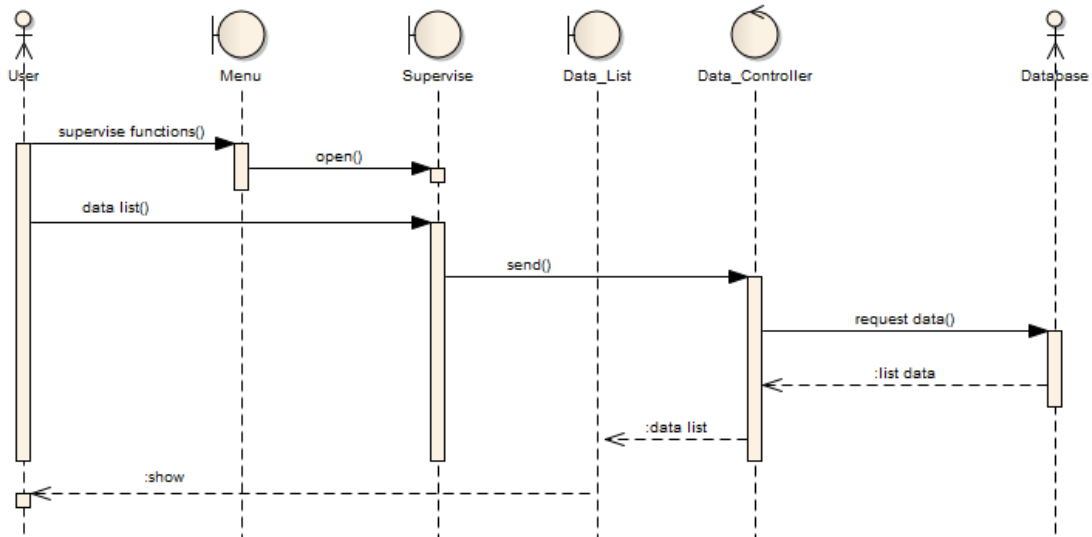 User
Menu
Supervise
Data_List
Data_Controller
Database
supervise functions()
open()
data list()
send()
request data()
:list data
:data list
:show